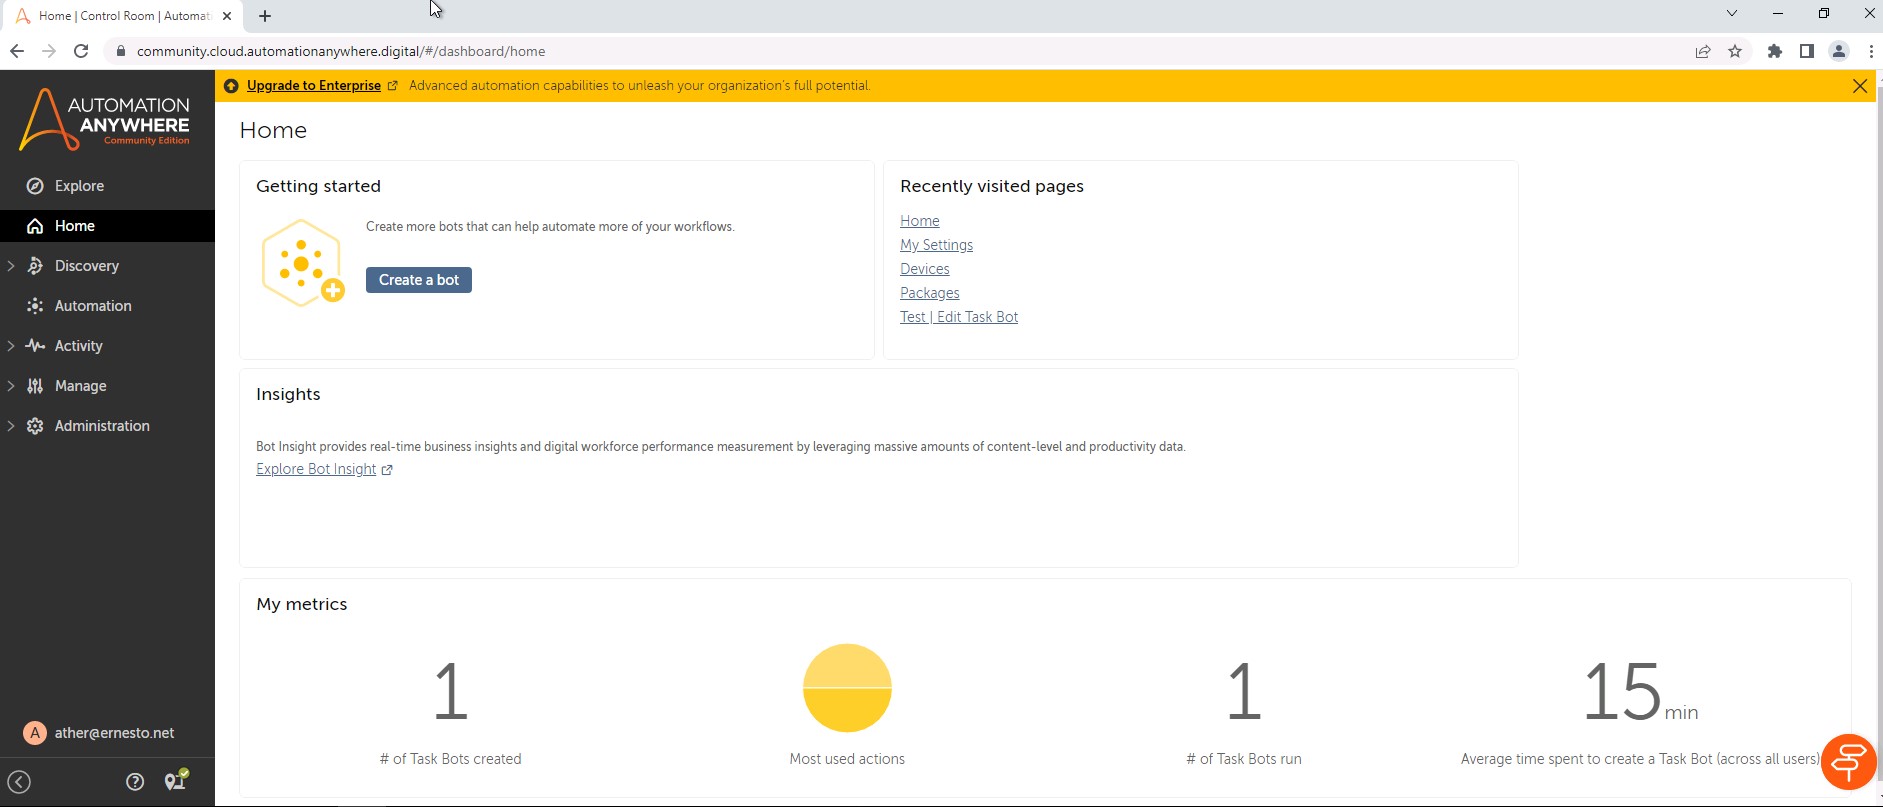 Home | Control Room | Automat
community.cloud.automationanywhere.digital/#/dashboard/home
Upgrade to Enterprise Advanced automation capabilities to unleash your organization's full potential.
AUTOMATION
ANYWHERE
Community Edition
Explore
Home
Discovery
Automation
Activity
Manage
Administration
A ather@ernesto.net
Home
Getting started
Create more bots that can help automate more of your workflows.
Create a bot
Recently visited pages
Home
My Settings
Devices
Packages
Test | Edit Task Bot
Insights
Bot Insight provides real-time business insights and digital workforce performance measurement by leveraging massive amounts of content-level and productivity data.
Explore Bot Insight
My metrics
1
# of Task Bots created
Most used actions
1
# of Task Bots run
15 min
Average time spent to create a Task Bot (across all users)